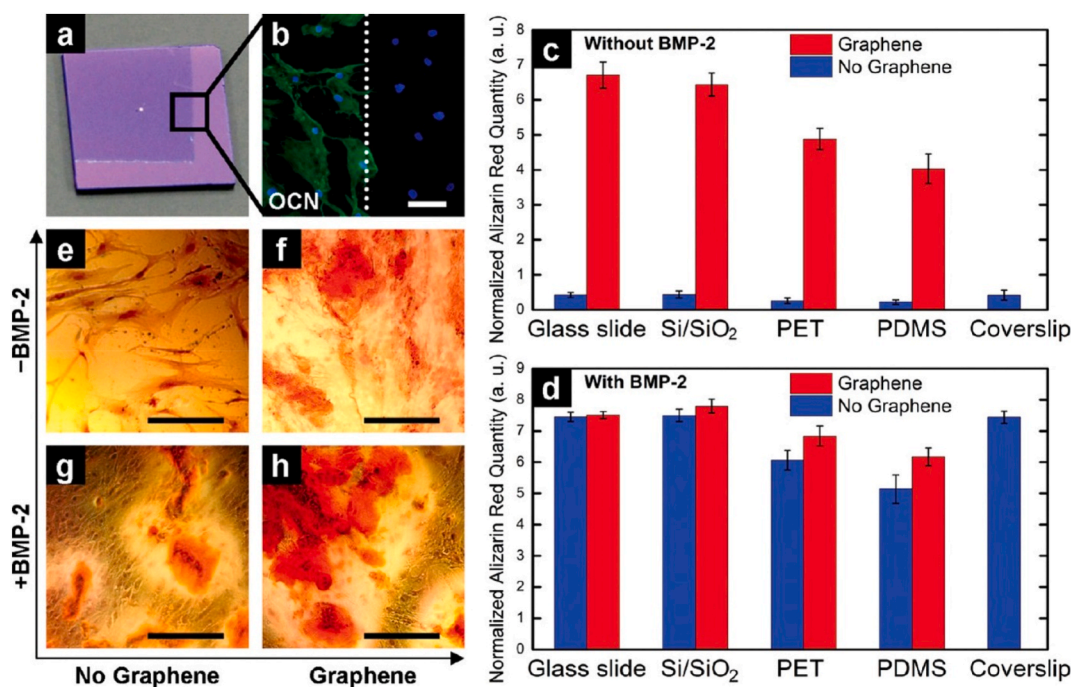 a
b
OCN
c
Without BMP-2
Graphene
No Graphene
Normalized Alizarin Red Quantity (a. u.)
8
7
6
5
4
3
2
1
0
Glass slide Si/SiO₂ PET PDMS Coverslip
d
With BMP-2
Graphene
No Graphene
Normalized Alizarin Red Quantity (a. u.)
9
8
7
6
5
4
3
2
1
0
Glass slide Si/SiO₂ PET PDMS Coverslip
−BMP-2
e
f
+BMP-2
g
h
No Graphene
Graphene